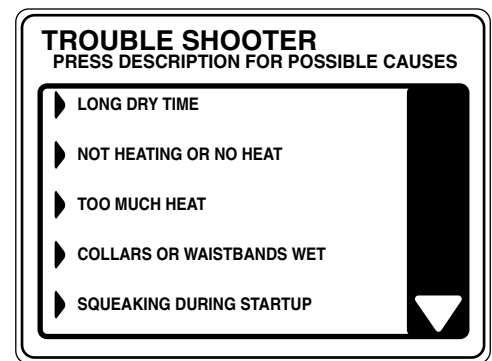 TROUBLE SHOOTER
PRESS DESCRIPTION FOR POSSIBLE CAUSES
LONG DRY TIME
NOT HEATING OR NO HEAT
TOO MUCH HEAT
COLLARS OR WAISTBANDS WET
SQUEAKING DURING STARTUP